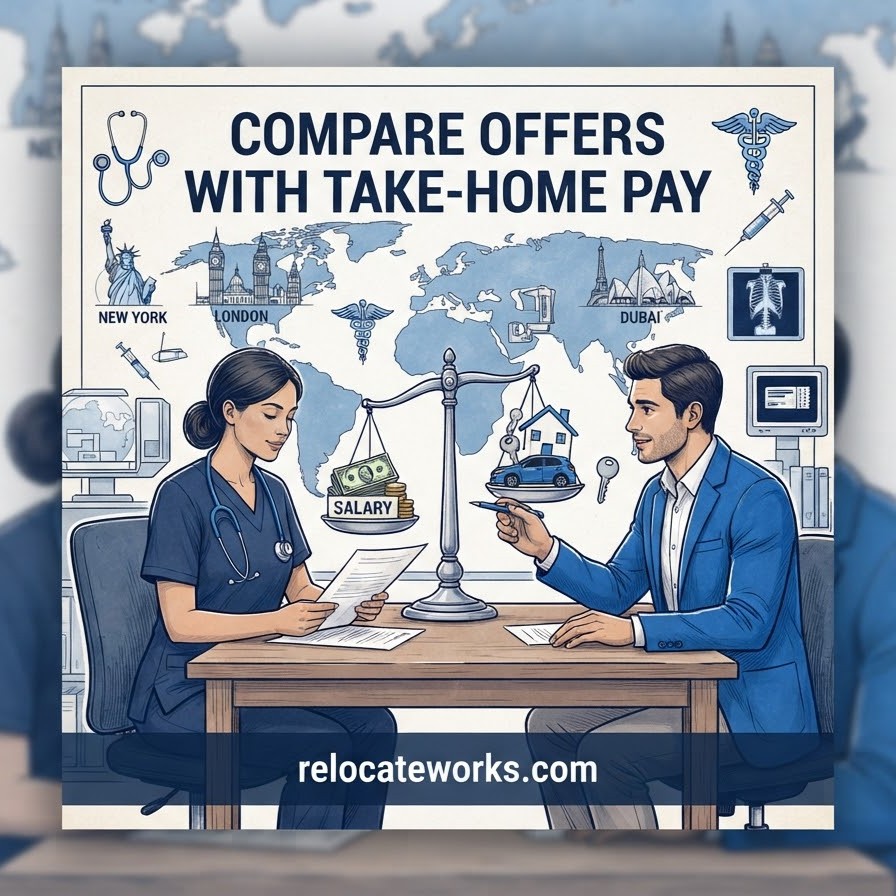 COMPARE OFFERS
WITH TAKE-HOME PAY
NEW YORK
LONDON
DUBAI
SALARY
relocateworks.com